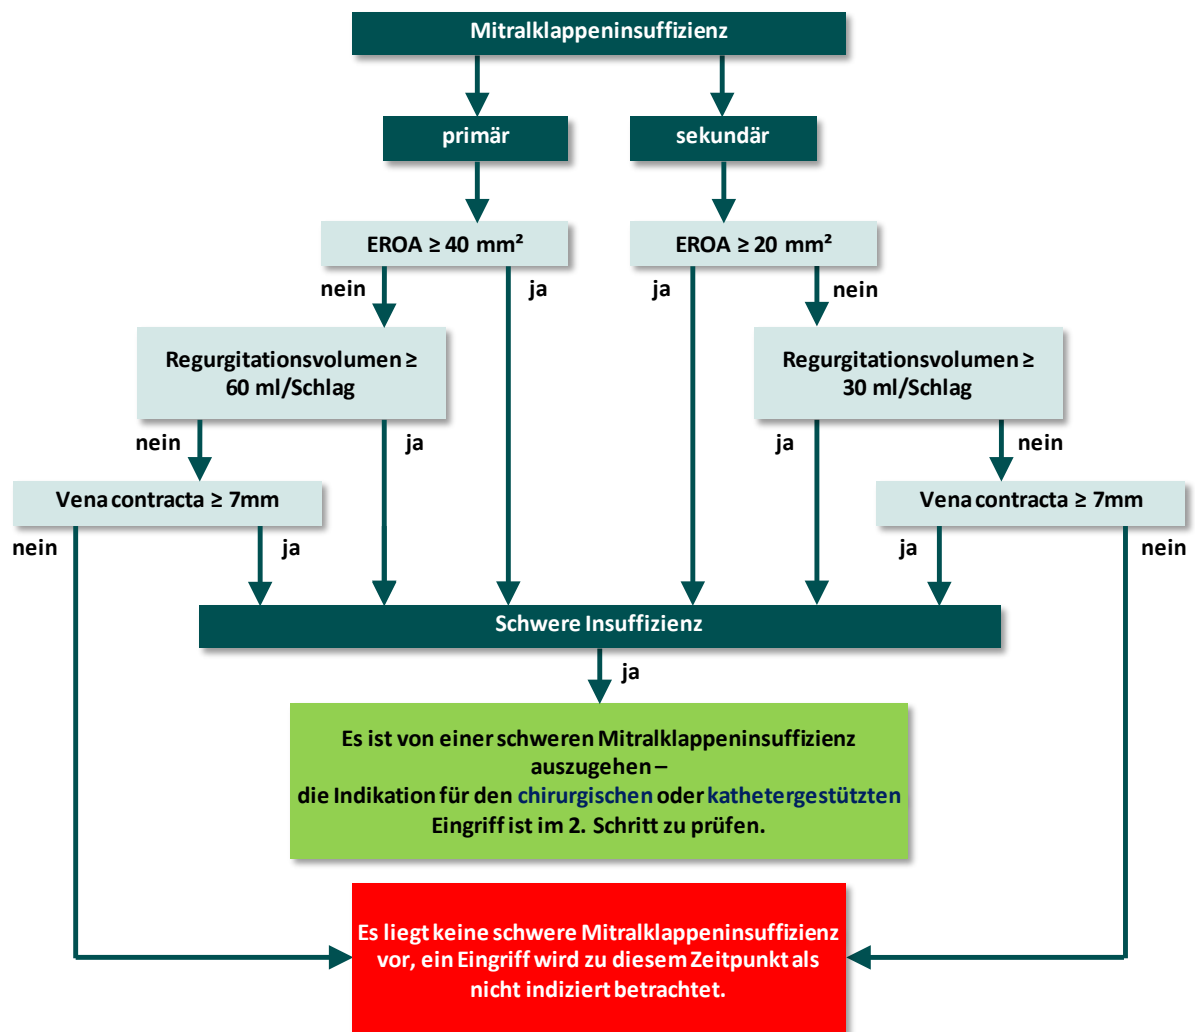 Mitralklappeninsuffizienz
primär
sekundär
EROA ≥ 40 mm²
EROA ≥ 20 mm²
nein
ja
ja
nein
Regurgitationsvolumen ≥
60 ml/Schlag
Regurgitationsvolumen ≥
30 ml/Schlag
nein
ja
ja
nein
Vena contracta ≥ 7mm
Vena contracta ≥ 7mm
nein
ja
ja
nein
Schwere Insuffizienz
ja
Es ist von einer schweren Mitralklappeninsuffizienz
auszugehen –
die Indikation für den chirurgischen oder kathetergestützten
Eingriff ist im 2. Schritt zu prüfen.
Es liegt keine schwere Mitralklappeninsuffizienz
vor, ein Eingriff wird zu diesem Zeitpunkt als
nicht indiziert betrachtet.